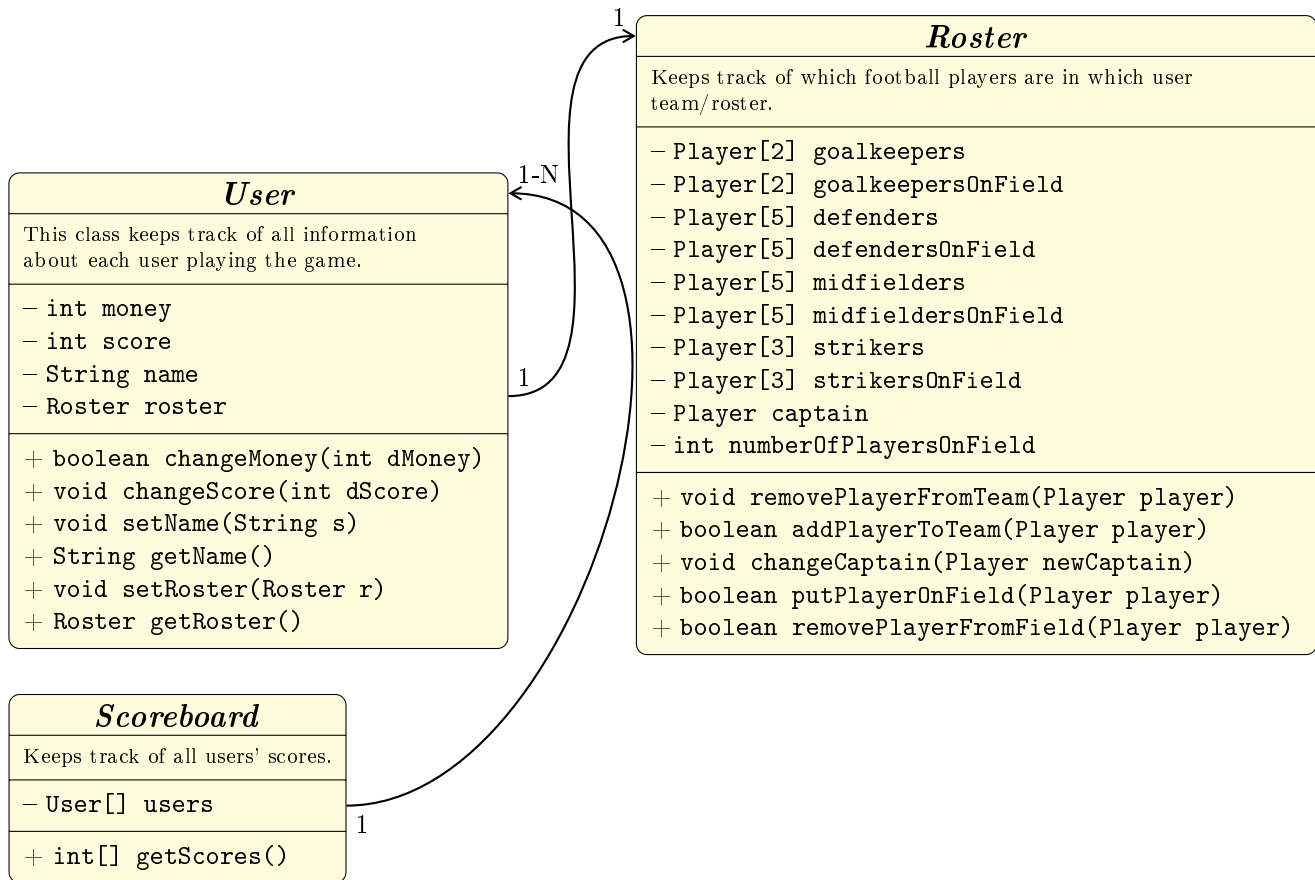 User
This class keeps track of all information
about each user playing the game.
– int money
– int score
– String name
– Roster roster
+ boolean changeMoney(int dMoney)
+ void changeScore(int dScore)
+ void setName(String s)
+ String getName()
+ void setRoster(Roster r)
+ Roster getRoster()
1
1
1-N
Roster
Keeps track of which football players are in which user
team/roster.
– Player[2] goalkeepers
– Player[2] goalkeepersOnField
– Player[5] defenders
– Player[5] defendersOnField
– Player[5] midfielders
– Player[5] midfieldersOnField
– Player[3] strikers
– Player[3] strikersOnField
– Player captain
– int numberOfPlayersOnField
+ void removePlayerFromTeam(Player player)
+ boolean addPlayerToTeam(Player player)
+ void changeCaptain(Player newCaptain)
+ boolean putPlayerOnField(Player player)
+ boolean removePlayerFromField(Player player)
Scoreboard
Keeps track of all users' scores.
– User[] users
+ int[] getScores()
1